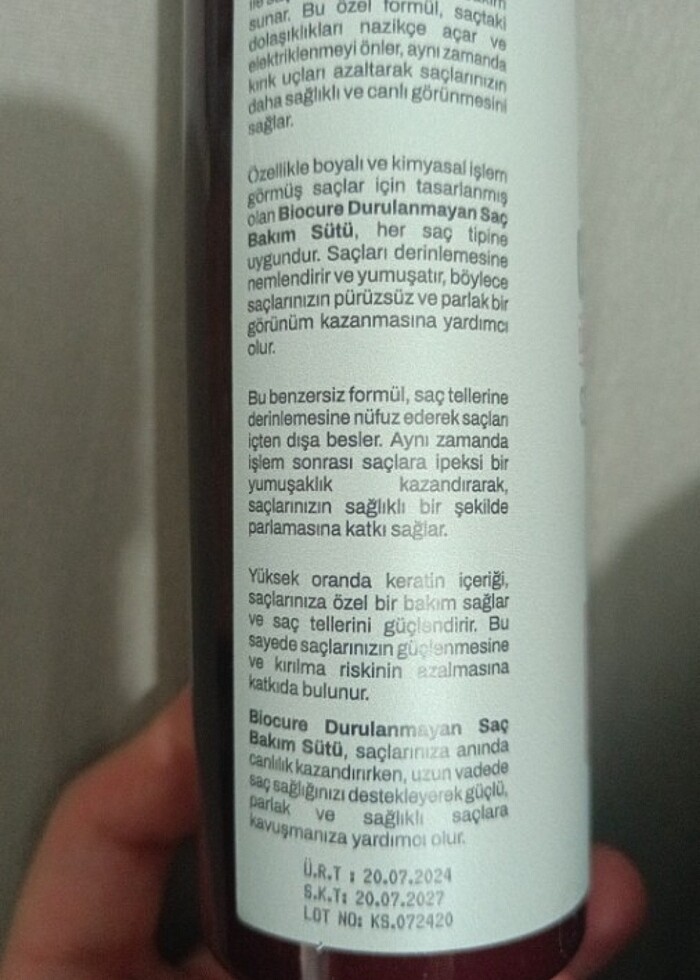 sunar. Bu özel formül, saçtaki
dolaşıklıkları nazikçe açar ve
elektriklenmeyi önler, aynı zamanda
kırık uçları azaltarak saçlarınızın
daha sağlıklı ve canlı görünmesini
sağlar.
Özellikle boyalı ve kimyasal işlem
görmüş saçlar için tasarlanmış
olan Biocure Durulanmayan Saç
Bakım Sütü, her saç tipine
uygundur. Saçları derinlemesine
nemlendirir ve yumuşatır, böylece
saçlarınızın pürüzsüz ve parlak bir
görünüm kazanmasına yardımcı
olur.
Bu benzersiz formül, saç tellerine
derinlemesine nüfuz ederek saçları
içten dışa besler. Aynı zamanda
işlem sonrası saçlara ipeksi bir
yumuşaklık kazandırarak,
saçlarınızın sağlıklı bir şekilde
parlamasına katkı sağlar.
Yüksek oranda keratin içeriği,
saçlarınıza özel bir bakım sağlar
ve saç tellerini güçlendirir. Bu
sayede saçlarınızın güçlenmesine
ve kırılma riskinin azalmasına
katkıda bulunur.
Biocure Durulanmayan Saç
Bakım Sütü, saçlarınıza anında
canlılık kazandırırken, uzun vadede
saç sağlığınızı destekleyerek güçlü,
parlak ve sağlıklı saçlara
kavuşmanıza yardımcı olur.
Ü.R.T : 20.07.2024
S.K.T: 20.07.2027
LOT NO: KS.072420